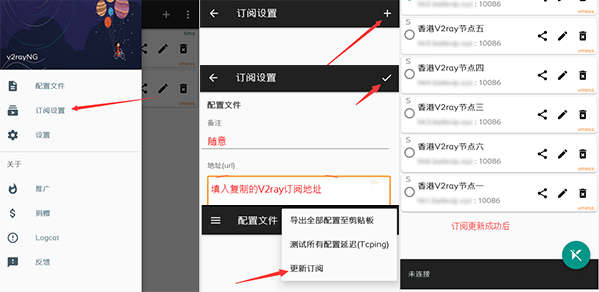 v2rayNG
配置文件
订阅设置
设置
关于
推广
捐赠
Logcat
反馈
vmess
vmess
订阅设置
订阅设置
配置文件
备注
随意
地址(url)
填入复制的V2ray订阅地址
配置文件
导出全部配置至剪贴板
测试所有配置延迟(Tcping)
更新订阅
: 10086
vmess
S
香港V2ray节点五
: 10086
vmess
S
香港V2ray节点四
: 10086
vmess
S
香港V2ray节点三
: 10086
vmess
S
香港V2ray节点六
: 10086
vmess
S
香港V2ray节点一
: 10086
vmess
订阅更新成功后
未连接